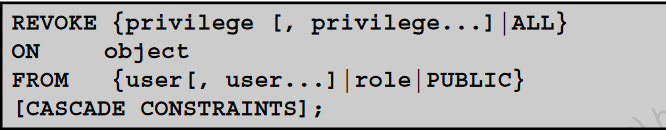 REVOKE {privilege [, privilege...]|ALL}
ON     object
FROM   {user[, user...]|role|PUBLIC}
[CASCADE CONSTRAINTS];